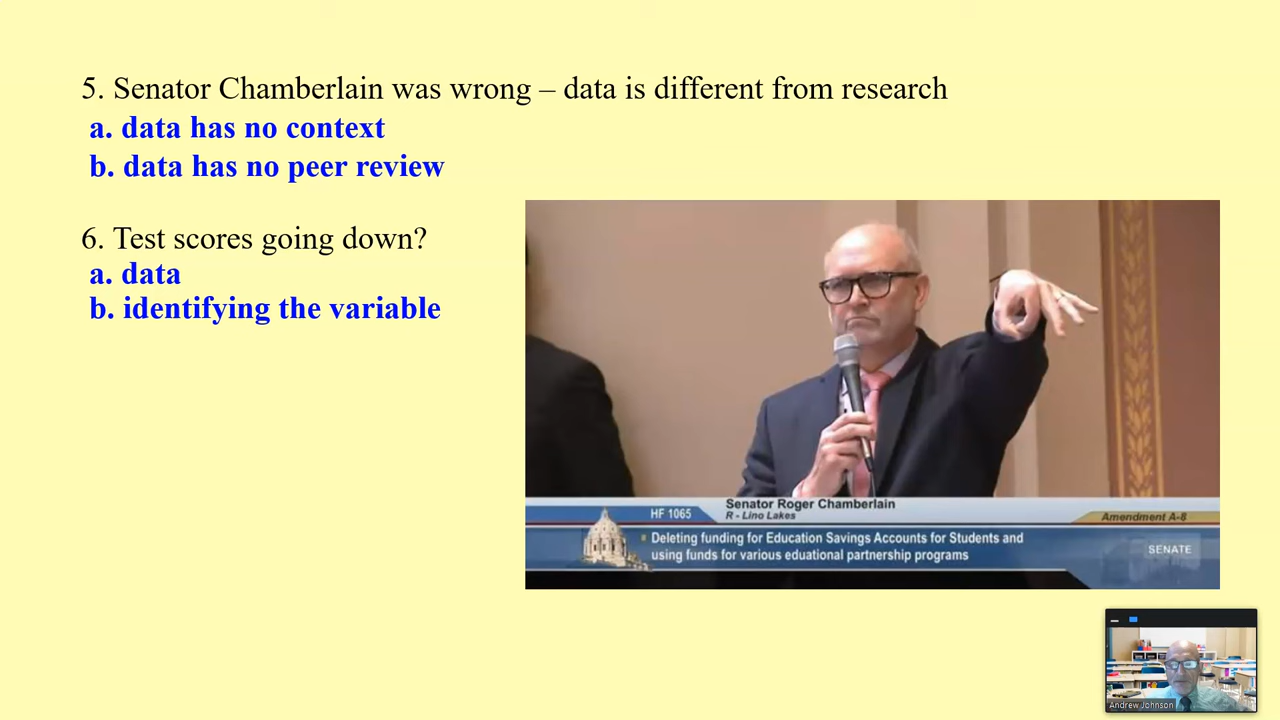 5. Senator Chamberlain was wrong – data is different from research
a. data has no context
b. data has no peer review
6. Test scores going down?
a. data
b. identifying the variable
HF 1065
Senator Roger Chamberlain
R - Lino Lakes
Amendment A-8
Deleting funding for Education Savings Accounts for Students and
using funds for various eduational partnership programs
SENATE
Andrew Johnson